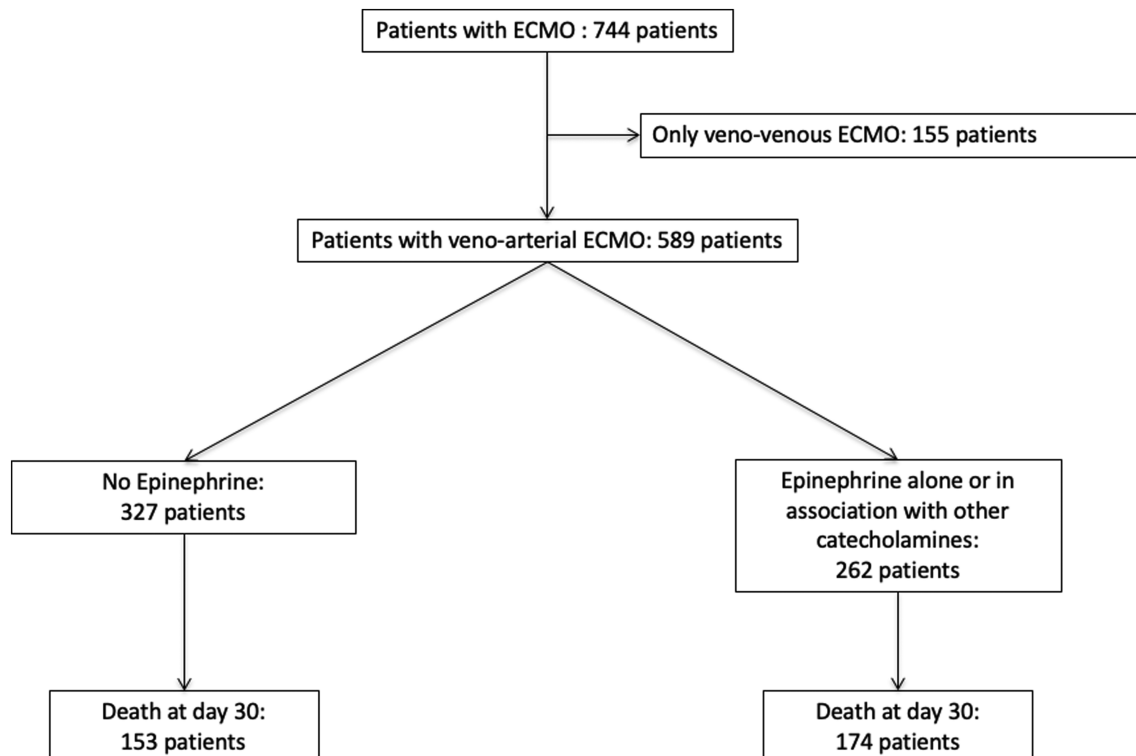 Patients with ECMO : 744 patients
Only veno-venous ECMO: 155 patients
Patients with veno-arterial ECMO: 589 patients
No Epinephrine:
327 patients
Epinephrine alone or in
association with other
catecholamines:
262 patients
Death at day 30:
153 patients
Death at day 30:
174 patients